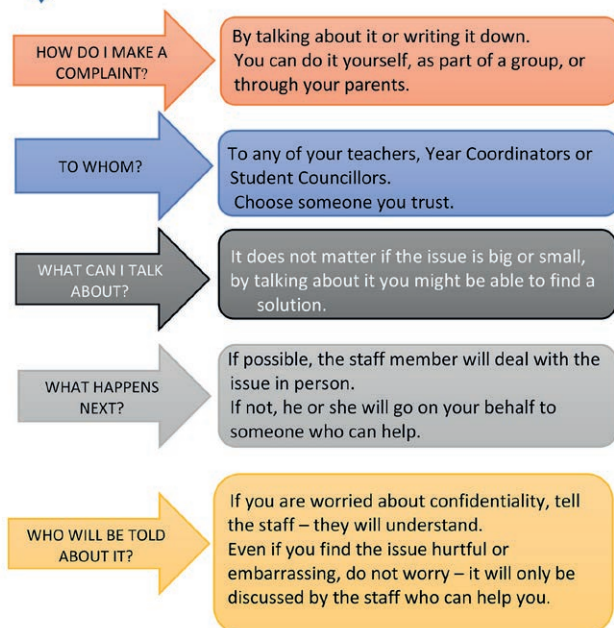 HOW DO I MAKE A
COMPLAINT?
By talking about it or writing it down.
You can do it yourself, as part of a group, or
through your parents.
TO WHOM?
To any of your teachers, Year Coordinators or
Student Councillors.
Choose someone you trust.
WHAT CAN I TALK
ABOUT?
It does not matter if the issue is big or small,
by talking about it you might be able to find a
solution.
WHAT HAPPENS
NEXT?
If possible, the staff member will deal with the
issue in person.
If not, he or she will go on your behalf to
someone who can help.
WHO WILL BE TOLD
ABOUT IT?
If you are worried about confidentiality, tell
the staff – they will understand.
Even if you find the issue hurtful or
embarrassing, do not worry – it will only be
discussed by the staff who can help you.